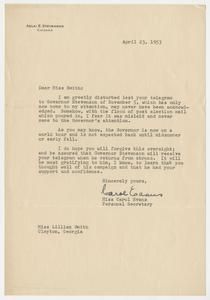 ADLAI E. STEVENSON
CHICAGO
April 23, 1953
Dear Miss Smith:
I am greatly disturbed lest your telegram
to Governor Stevenson of November 5, which has only
now come to my attention, may never have been acknowl-
edged. Somehow, with the flood of post election mail
which poured in, I fear it was mislaid and never
came to the Governor's attention.
As you may know, the Governor is now on
a world tour and is not expected back until midsummer
or early fall.
I do hope you will forgive this oversight;
and be assured that Governor Stevenson will receive
your telegram when he returns from abroad. It will
be most gratifying to him, I know, to learn that you
thought well of his campaign and that he has your
support and confidence.
Sincerely yours,
Carol Evans
Miss Carol Evans
Personal Secretary
Miss Lillian Smith
Clayton, Georgia